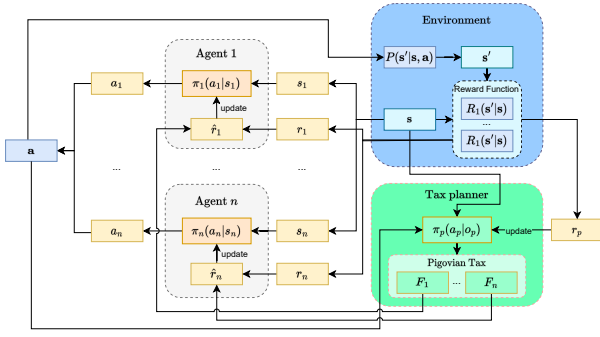 Environment
Agent 1
P(s'|s, a)
s'
a₁
π₁(a₁|s₁)
s₁
Reward Function
R₁(s'|s)
...
R₁(s'|s)
update
r̂₁
r₁
s
a
...
...
Agent n
Tax planner
aₙ
πₙ(aₙ|sₙ)
sₙ
πₚ(aₚ|oₚ)
update
rₚ
update
r̂ₙ
rₙ
Pigovian Tax
F₁ ... Fₙ